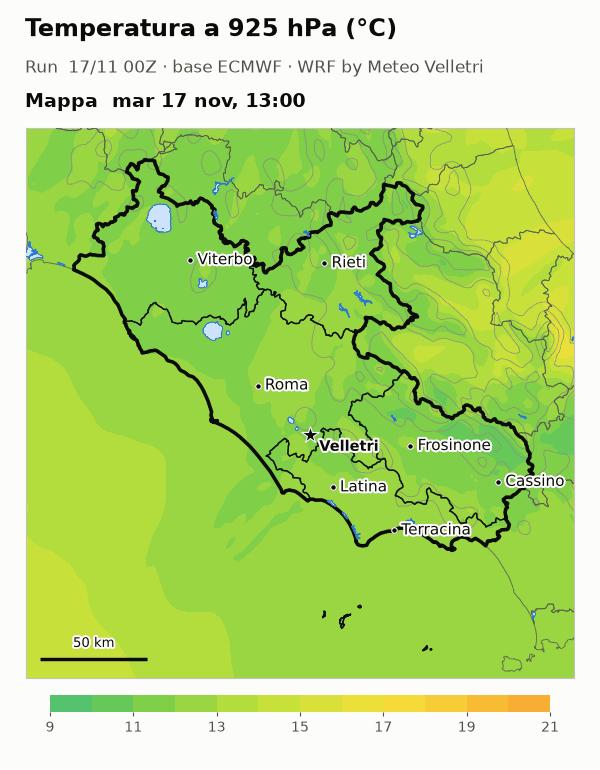 Temperatura a 925 hPa (°C)
Run  17/11 00Z · base ECMWF · WRF by Meteo Velletri
Mappa  mar 17 nov, 13:00
Viterbo
Rieti
Roma
Velletri
Frosinone
Latina
Cassino
Terracina
50 km
9 11 13 15 17 19 21